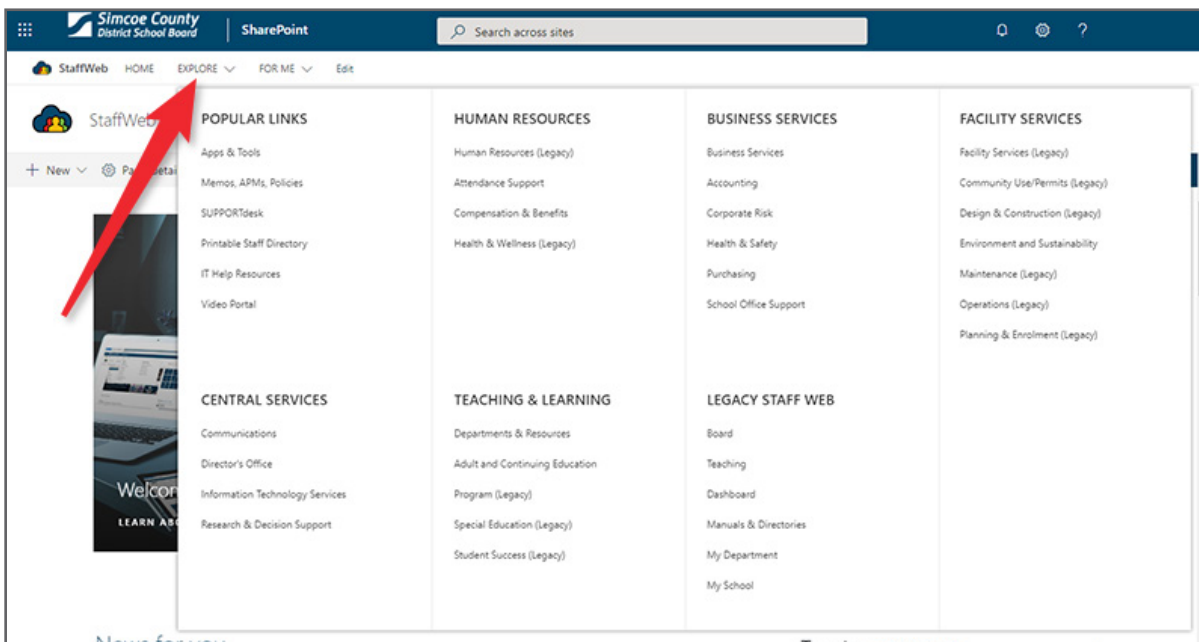 Simcoe County
District School Board
SharePoint
Search across sites
?
StaffWeb HOME EXPLORE FOR ME Edit
StaffWeb
+ New
Welcom
LEARN ABO
POPULAR LINKS
Apps & Tools
Memos, APMs, Policies
SUPPORTdesk
Printable Staff Directory
IT Help Resources
Video Portal
HUMAN RESOURCES
Human Resources (Legacy)
Attendance Support
Compensation & Benefits
Health & Wellness (Legacy)
BUSINESS SERVICES
Business Services
Accounting
Corporate Risk
Health & Safety
Purchasing
School Office Support
FACILITY SERVICES
Facility Services (Legacy)
Community Use/Permits (Legacy)
Design & Construction (Legacy)
Environment and Sustainability
Maintenance (Legacy)
Operations (Legacy)
Planning & Enrolment (Legacy)
CENTRAL SERVICES
Communications
Director's Office
Information Technology Services
Research & Decision Support
TEACHING & LEARNING
Departments & Resources
Adult and Continuing Education
Program (Legacy)
Special Education (Legacy)
Student Success (Legacy)
LEGACY STAFF WEB
Board
Teaching
Dashboard
Manuals & Directories
My Department
My School
News for you